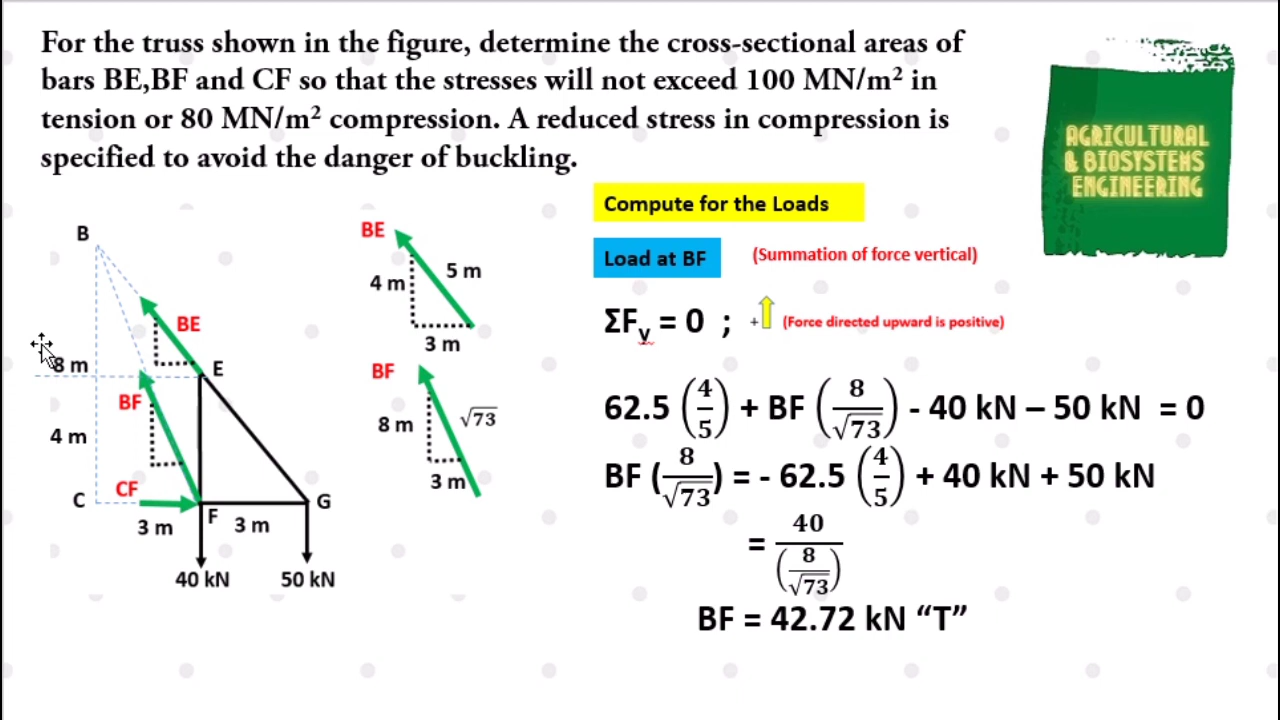 For the truss shown in the figure, determine the cross-sectional areas of
bars BE,BF and CF so that the stresses will not exceed 100 MN/m² in
tension or 80 MN/m² compression. A reduced stress in compression is
specified to avoid the danger of buckling.
AGRICULTURAL
& BIOSYSTEMS
ENGINEERING
B
BE
8 m
E
BF
4 m
C
CF
F
G
3 m
3 m
40 kN
50 kN
BE
4 m
5 m
3 m
BF
8 m
√73
3 m
Compute for the Loads
Load at BF
(Summation of force vertical)
ΣFᵥ = 0 ; + (Force directed upward is positive)
62.5 (4/5) + BF (8/√73) - 40 kN – 50 kN = 0
BF (8/√73) = - 62.5 (4/5) + 40 kN + 50 kN
= 40/(8/√73)
BF = 42.72 kN “T”